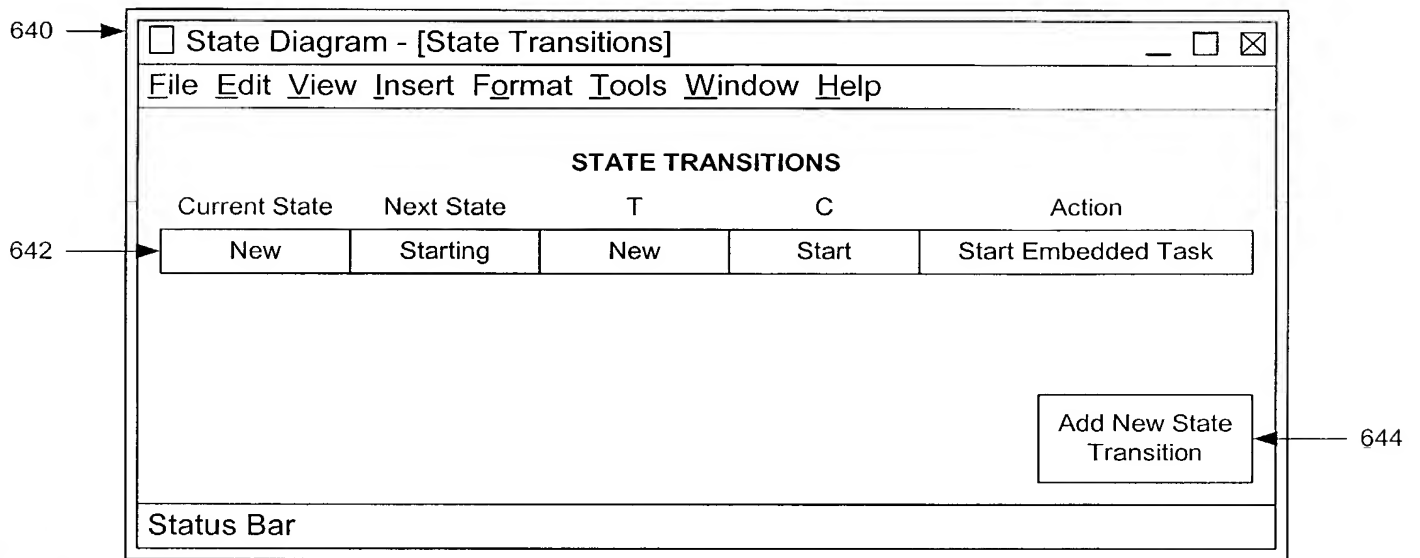 640
State Diagram - [State Transitions]
File Edit View Insert Format Tools Window Help
STATE TRANSITIONS
Current State Next State T C Action
642
New Starting New Start Start Embedded Task
Add New State
Transition
644
Status Bar